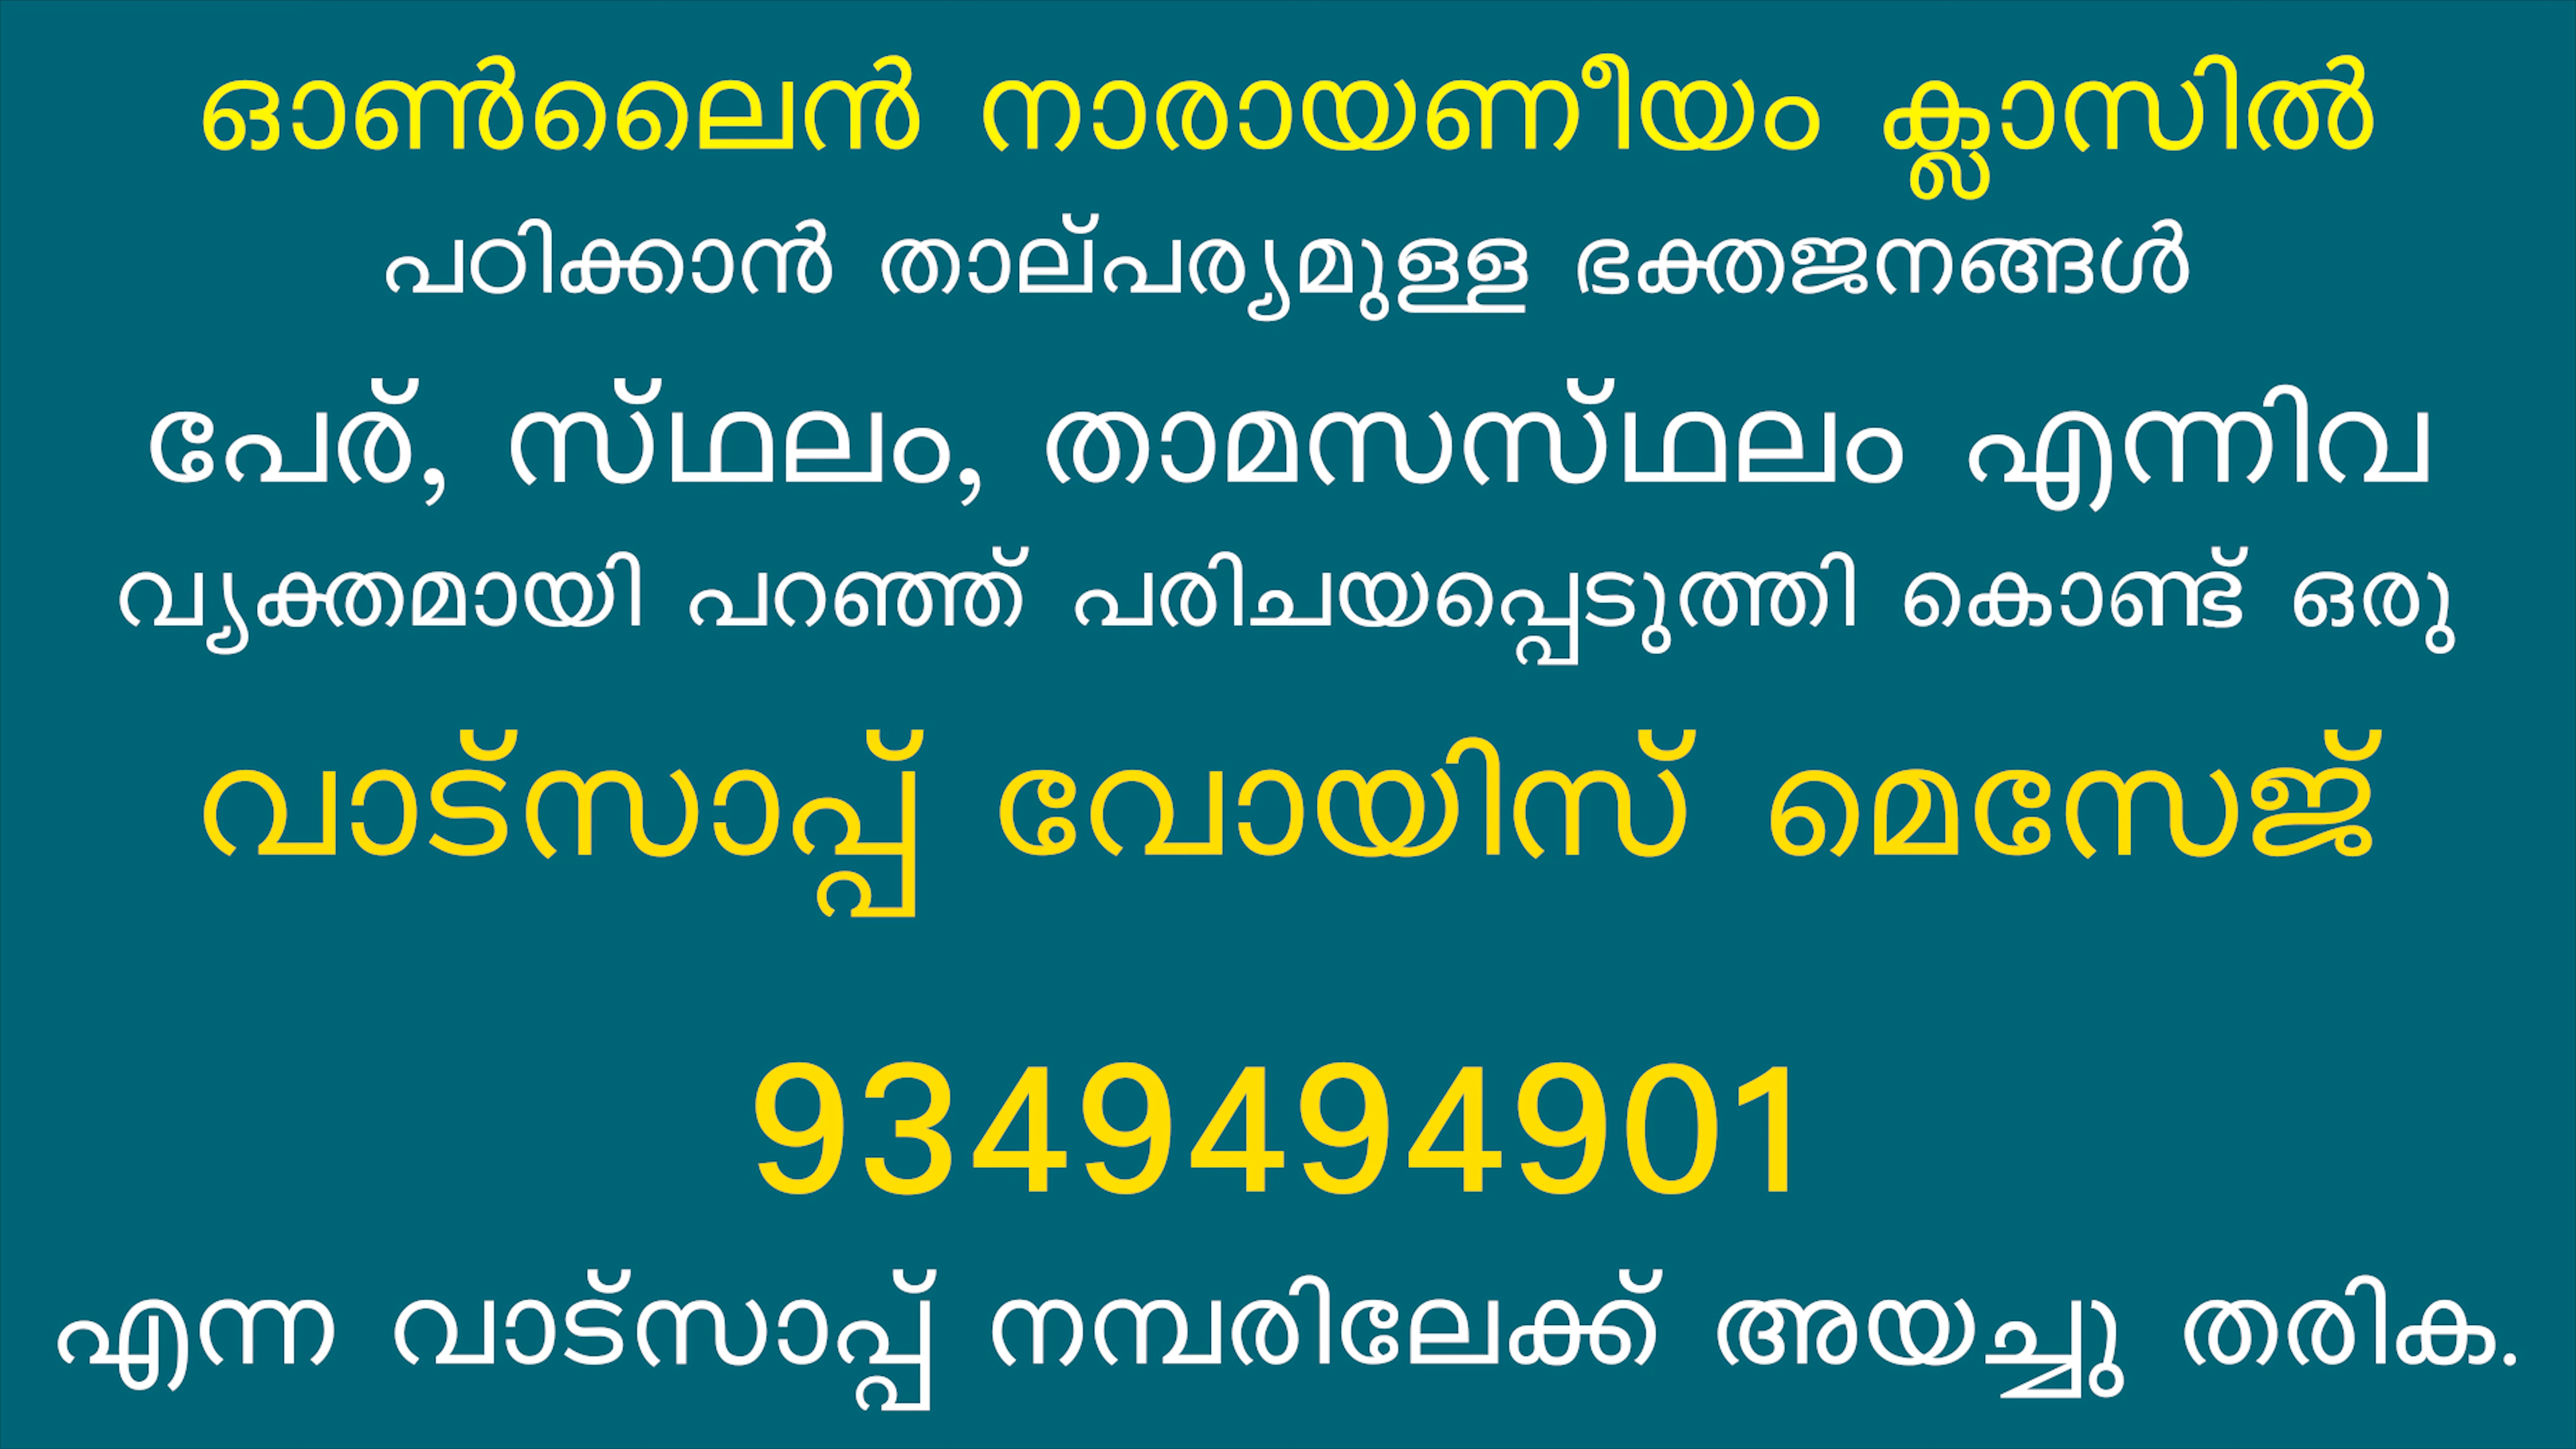 ഓൺലൈൻ നാരായണീയം ക്ലാസിൽ
പഠിക്കാൻ താല്പര്യമുള്ള ഭക്തജനങ്ങൾ
പേര്, സ്ഥലം, താമസസ്ഥലം എന്നിവ
വ്യക്തമായി പറഞ്ഞ് പരിചയപ്പെടുത്തി കൊണ്ട് ഒരു
വാട്സാപ്പ് വോയിസ് മെസേജ്
9349494901
എന്ന വാട്സാപ്പ് നമ്പരിലേക്ക് അയച്ചു തരിക.